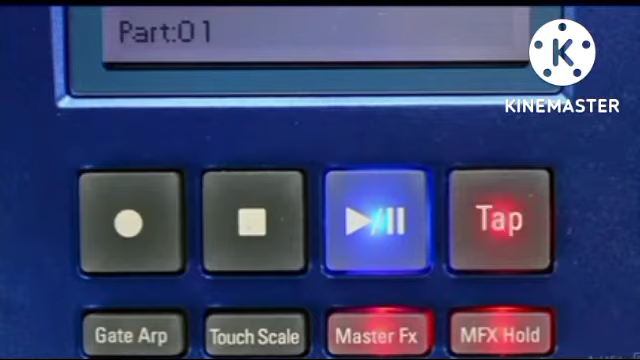 Part:01
K
KINEMASTER
Tap
Gate Arp
Touch Scale
Master Fx
MFX Hold